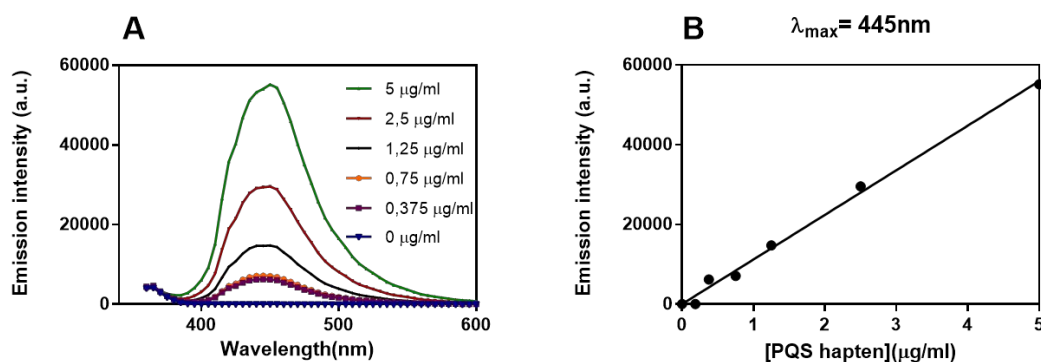 A
Emission intensity (a.u.)
60000
40000
20000
0
400
500
600
Wavelength(nm)
5 μg/ml
2,5 μg/ml
1,25 μg/ml
0,75 μg/ml
0,375 μg/ml
0 μg/ml
B
λmax= 445nm
Emission intensity (a.u.)
60000
40000
20000
0
0
1
2
3
4
5
[PQS hapten](μg/ml)